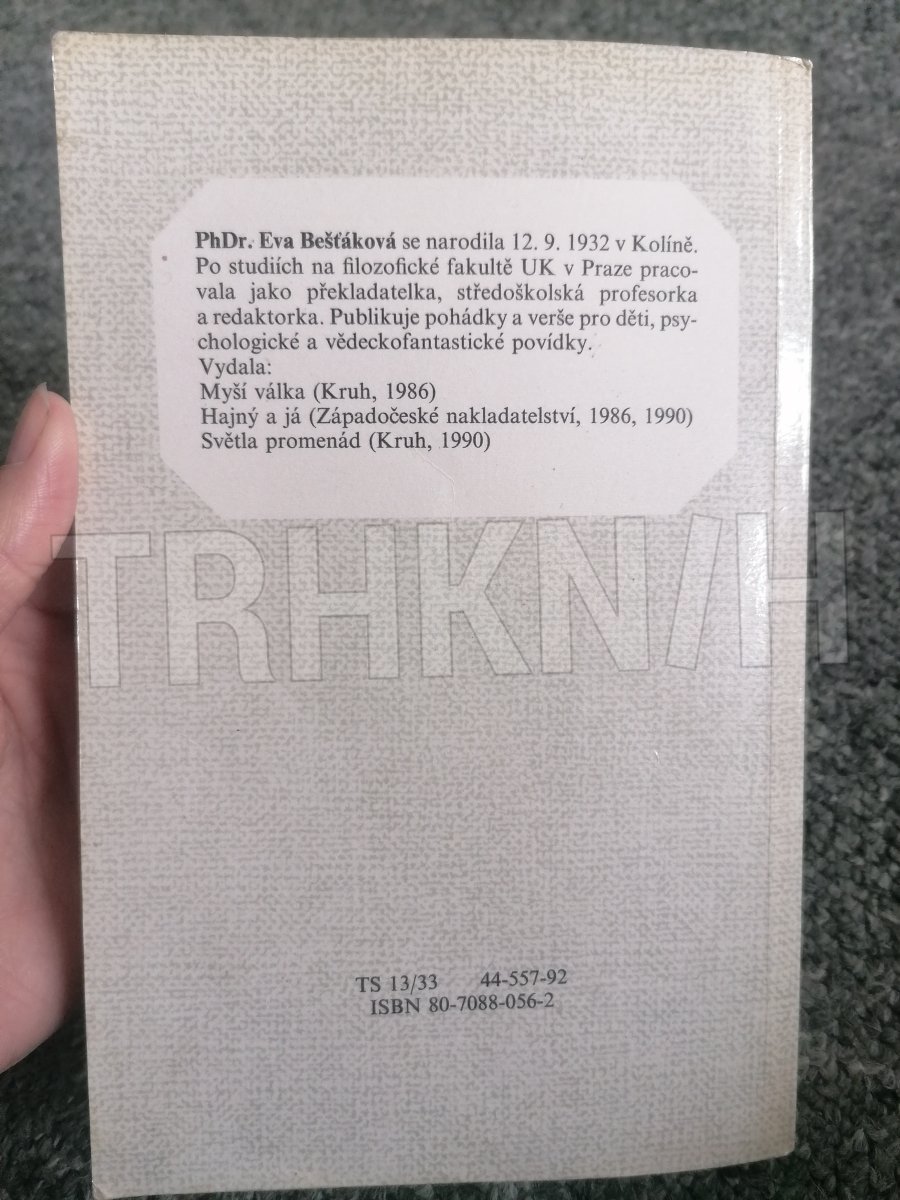 PhDr. Eva Bešťáková se narodila 12. 9. 1932 v Kolíně.
Po studiích na filozofické fakultě UK v Praze praco-
vala jako překladatelka, středoškolská profesorka
a redaktorka. Publikuje pohádky a verše pro děti, psy-
chologické a vědeckofantastické povídky.
Vydala:
Myší válka (Kruh, 1986)
Hajný a já (Západočeské nakladatelství, 1986, 1990)
Světla promenád (Kruh, 1990)
TRHKN/H
TS 13/33 44-557-92
ISBN 80-7088-056-2